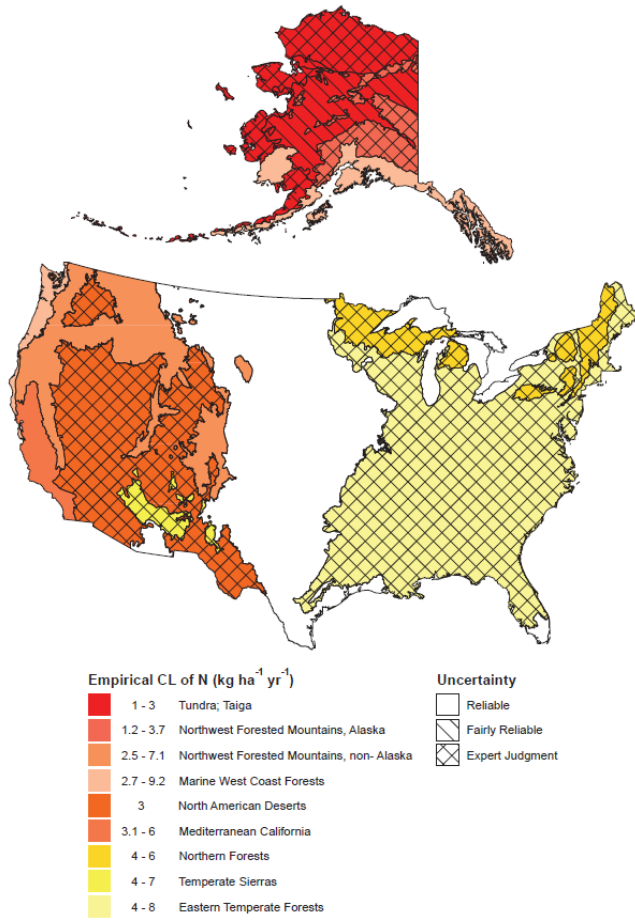 Empirical CL of N (kg ha⁻¹ yr⁻¹)
1 - 3 Tundra; Taiga
1.2 - 3.7 Northwest Forested Mountains, Alaska
2.5 - 7.1 Northwest Forested Mountains, non- Alaska
2.7 - 9.2 Marine West Coast Forests
3 North American Deserts
3.1 - 6 Mediterranean California
4 - 6 Northern Forests
4 - 7 Temperate Sierras
4 - 8 Eastern Temperate Forests
Uncertainty
Reliable
Fairly Reliable
Expert Judgment